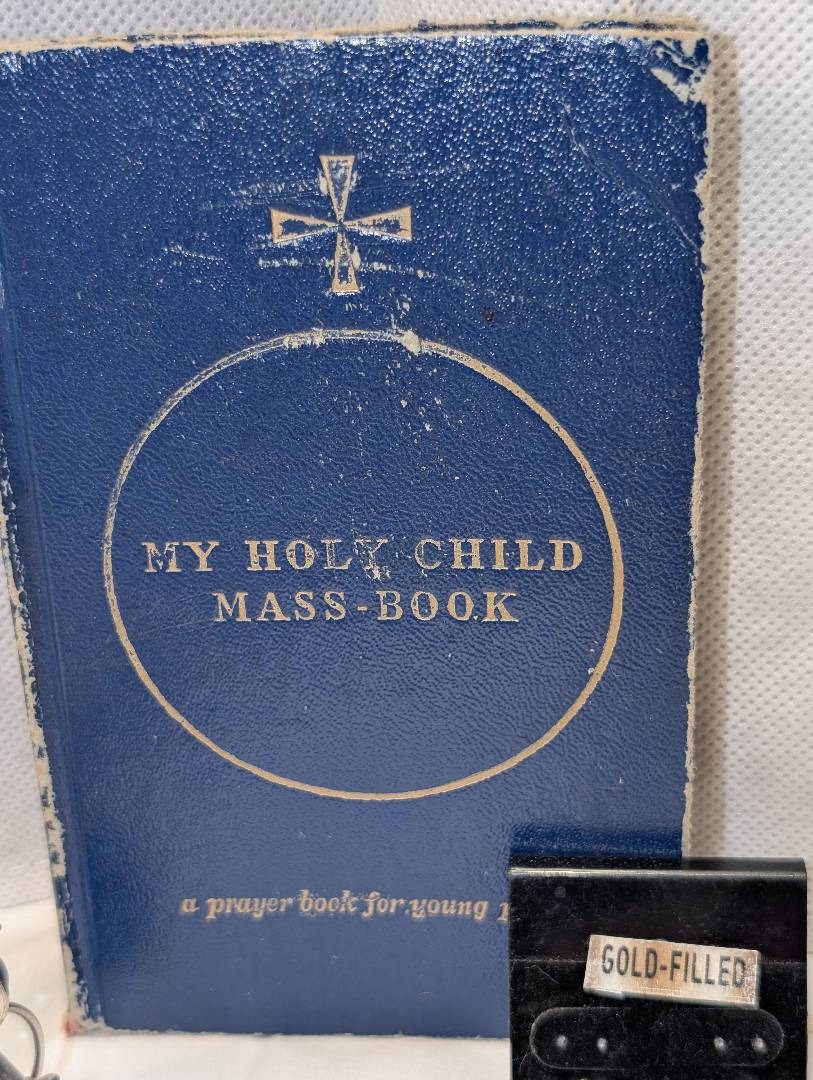 MY HOLY CHILD
MASS-BOOK
a prayer book for young
GOLD-FILLED